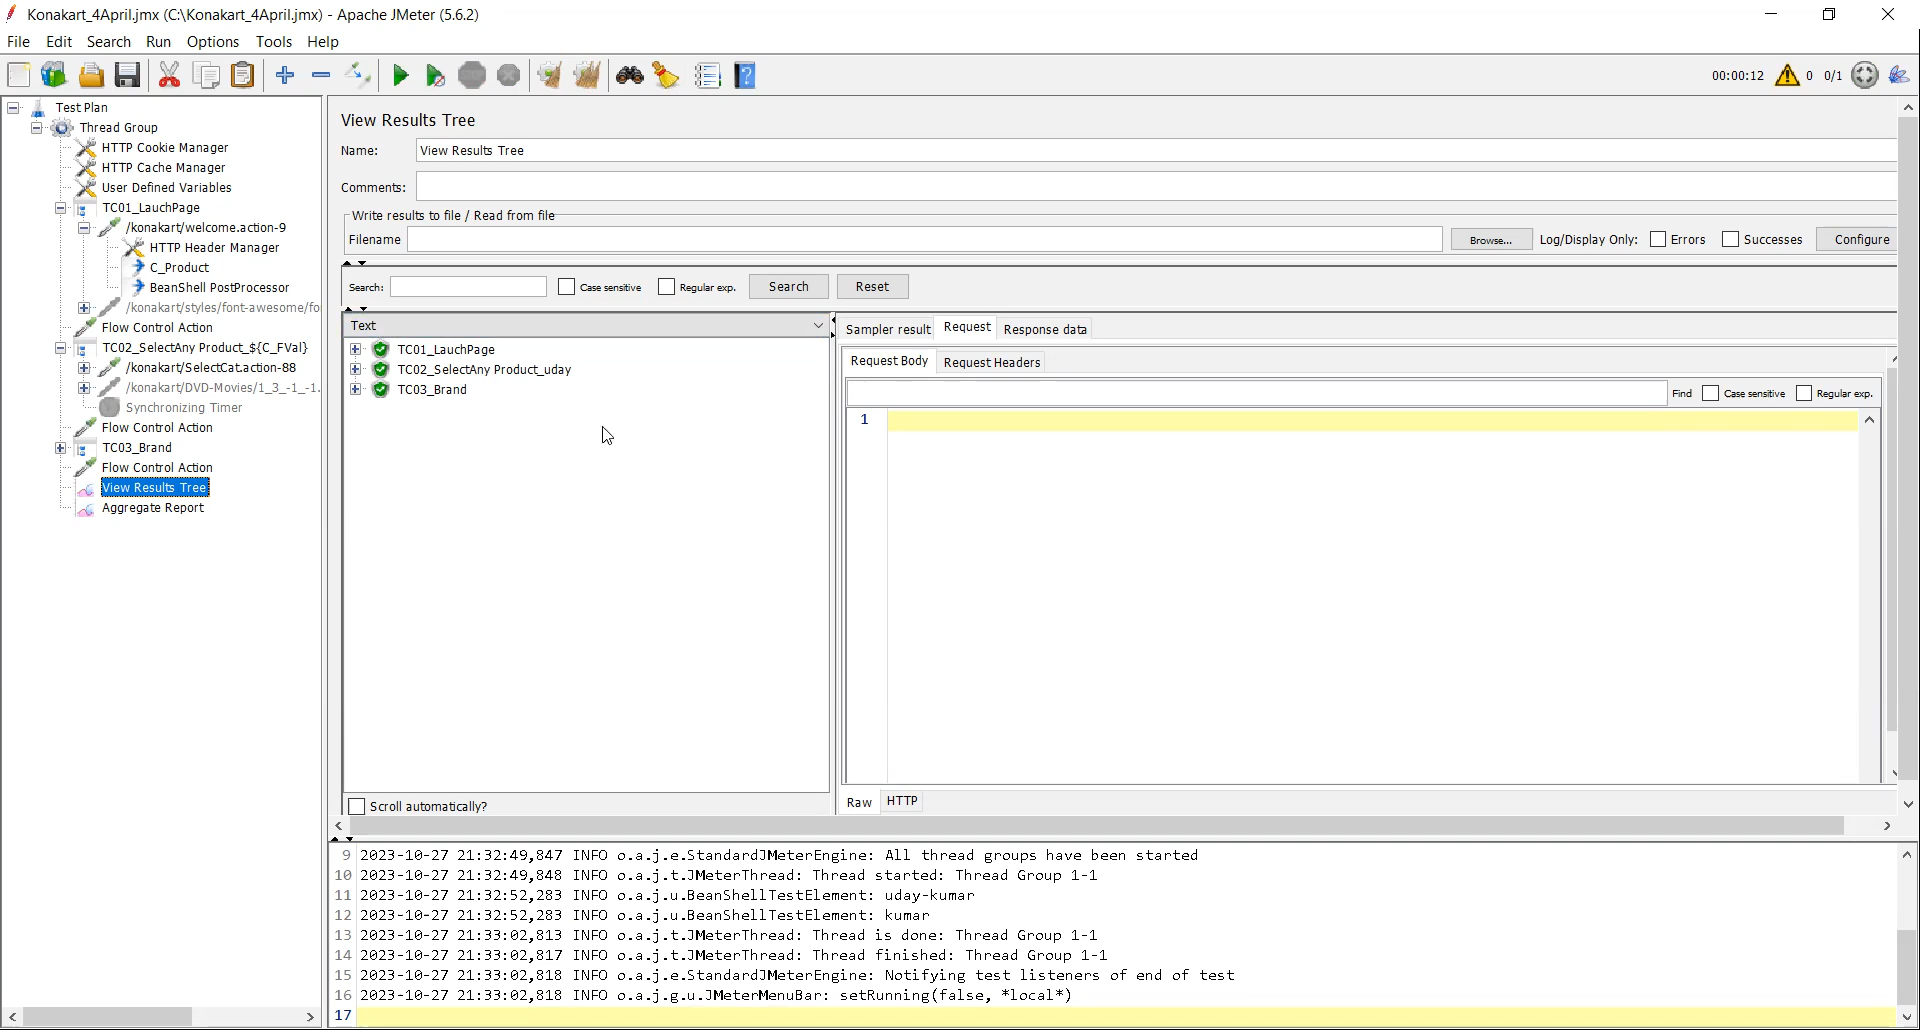 Konakart_4April.jmx (C:\Konakart_4April.jmx) - Apache JMeter (5.6.2)
File Edit Search Run Options Tools Help
00:00:12 0 0/1
Test Plan
Thread Group
HTTP Cookie Manager
HTTP Cache Manager
User Defined Variables
TC01_LauchPage
/konakart/welcome.action-9
HTTP Header Manager
C_Product
BeanShell PostProcessor
/konakart/styles/font-awesome/fo
Flow Control Action
TC02_SelectAny Product_${C_FVal}
/konakart/SelectCat.action-88
/konakart/DVD-Movies/1_3_-1_-1.
Synchronizing Timer
Flow Control Action
TC03_Brand
Flow Control Action
View Results Tree
Aggregate Report
View Results Tree
Name: View Results Tree
Comments:
Write results to file / Read from file
Filename Browse... Log/Display Only: Errors Successes Configure
Search: Case sensitive Regular exp. Search Reset
Text
TC01_LauchPage
TC02_SelectAny Product_uday
TC03_Brand
Scroll automatically?
Sampler result Request Response data
Request Body Request Headers
Find Case sensitive Regular exp.
1
Raw HTTP
9 2023-10-27 21:32:49,847 INFO o.a.j.e.StandardJMeterEngine: All thread groups have been started
10 2023-10-27 21:32:49,848 INFO o.a.j.t.JMeterThread: Thread started: Thread Group 1-1
11 2023-10-27 21:32:52,283 INFO o.a.j.u.BeanShellTestElement: uday-kumar
12 2023-10-27 21:32:52,283 INFO o.a.j.u.BeanShellTestElement: kumar
13 2023-10-27 21:33:02,813 INFO o.a.j.t.JMeterThread: Thread is done: Thread Group 1-1
14 2023-10-27 21:33:02,817 INFO o.a.j.t.JMeterThread: Thread finished: Thread Group 1-1
15 2023-10-27 21:33:02,818 INFO o.a.j.e.StandardJMeterEngine: Notifying test listeners of end of test
16 2023-10-27 21:33:02,818 INFO o.a.j.g.u.JMeterMenuBar: setRunning(false, *local*)
17